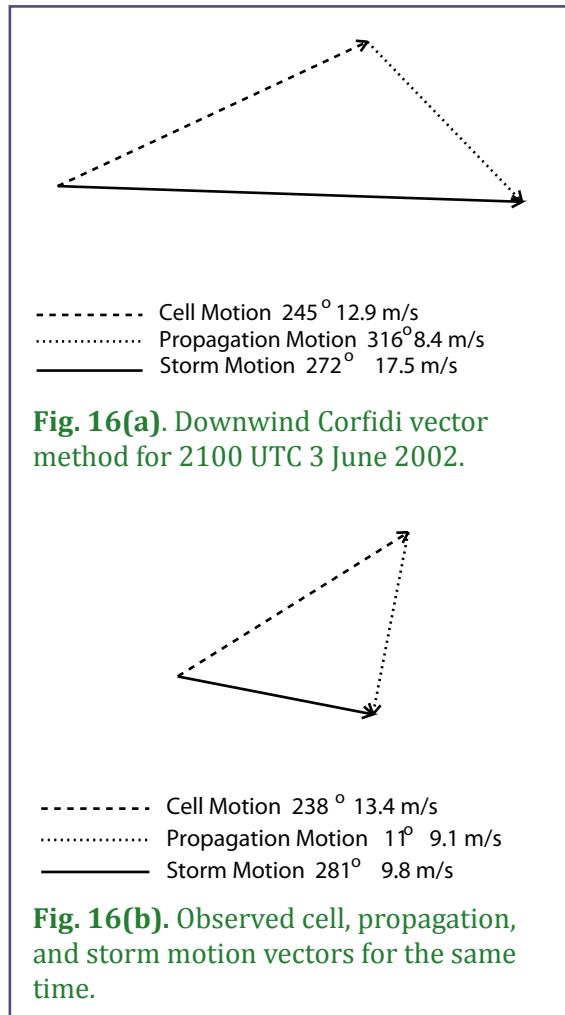 Cell Motion 245° 12.9 m/s
Propagation Motion 316° 8.4 m/s
Storm Motion 272° 17.5 m/s
Fig. 16(a). Downwind Corfidi vector
method for 2100 UTC 3 June 2002.
Cell Motion 238 ° 13.4 m/s
Propagation Motion 11° 9.1 m/s
Storm Motion 281° 9.8 m/s
Fig. 16(b). Observed cell, propagation,
and storm motion vectors for the same
time.